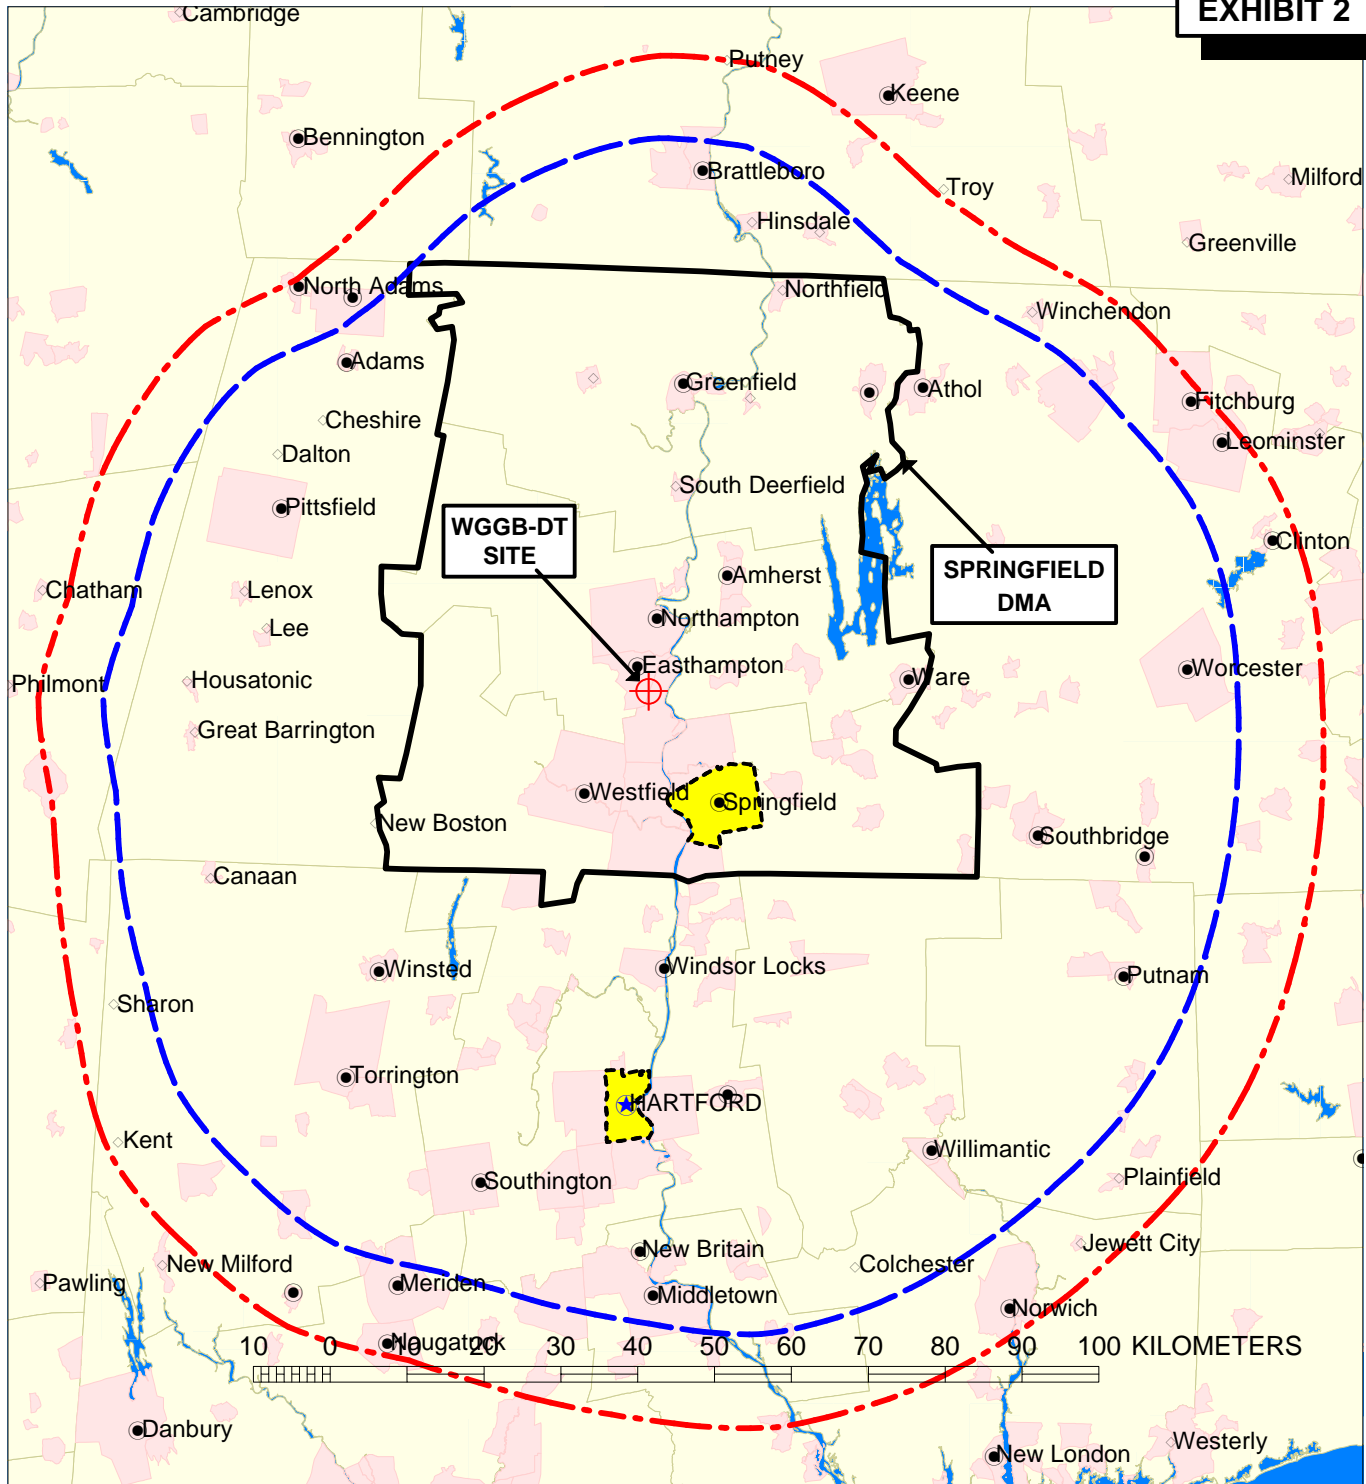 EXHIBIT 2
Cambridge
Putney
Keene
Bennington
Brattleboro
Troy
Milford
Hinsdale
Greenville
North Adams
Northfield
Winchendon
Adams
Greenfield
Athol
Fitchburg
Cheshire
Leominster
Dalton
South Deerfield
Pittsfield
WGGB-DT
SITE
Clinton
SPRINGFIELD
DMA
Amherst
Chatham
Lenox
Northampton
Lee
Easthampton
Worcester
Philmont
Housatonic
Ware
Great Barrington
Westfield
Springfield
New Boston
Southbridge
Canaan
Winsted
Windsor Locks
Putnam
Sharon
Torrington
HARTFORD
Kent
Willimantic
Southington
Plainfield
Jewett City
New Britain
New Milford
Colchester
Pawling
Meriden
Middletown
Norwich
Naugatuck
10 0 10 20 30 40 50 60 70 80 90 100 KILOMETERS
Danbury
Westerly
New London